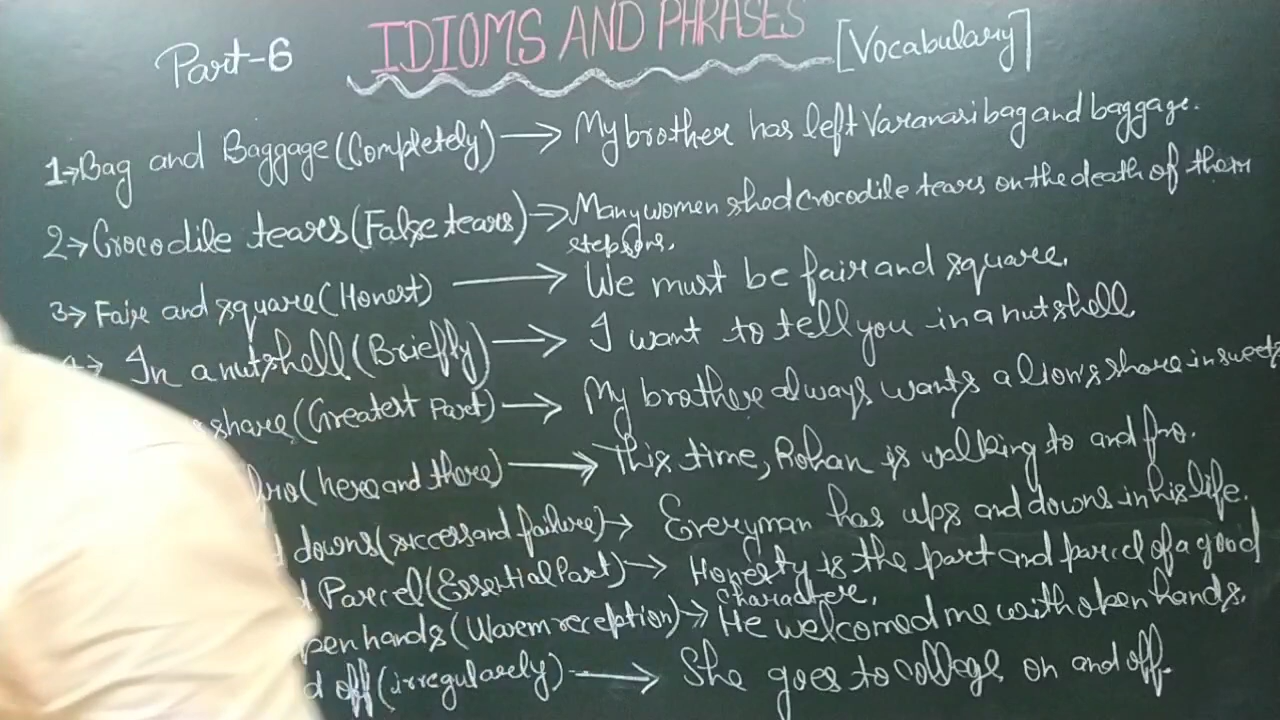 Part-6 IDIOMS AND PHRASES [Vocabulary]
1→ Bag and Baggage (Completely) → My brother has left Varanasi bag and baggage.
2→ Crocodile tears (False tears) → Many women shed crocodile tears on the death of their
stepsons.
3→ Fair and square (Honest) → We must be fair and square.
4→ In a nutshell (Briefly) → I want to tell you in a nutshell.
share (Greatest Part) → My brother always wants a lion's share in sweets
fro (here and there) → This time, Rohan is walking to and fro.
d downs (success and failure) → Everyman has ups and downs in his life.
d Parcel (Essential Part) → Honesty is the part and parcel of a good
character.
pen hands (Warm reception) → He welcomed me with open hands.
d off (irregularly) → She goes to college on and off.